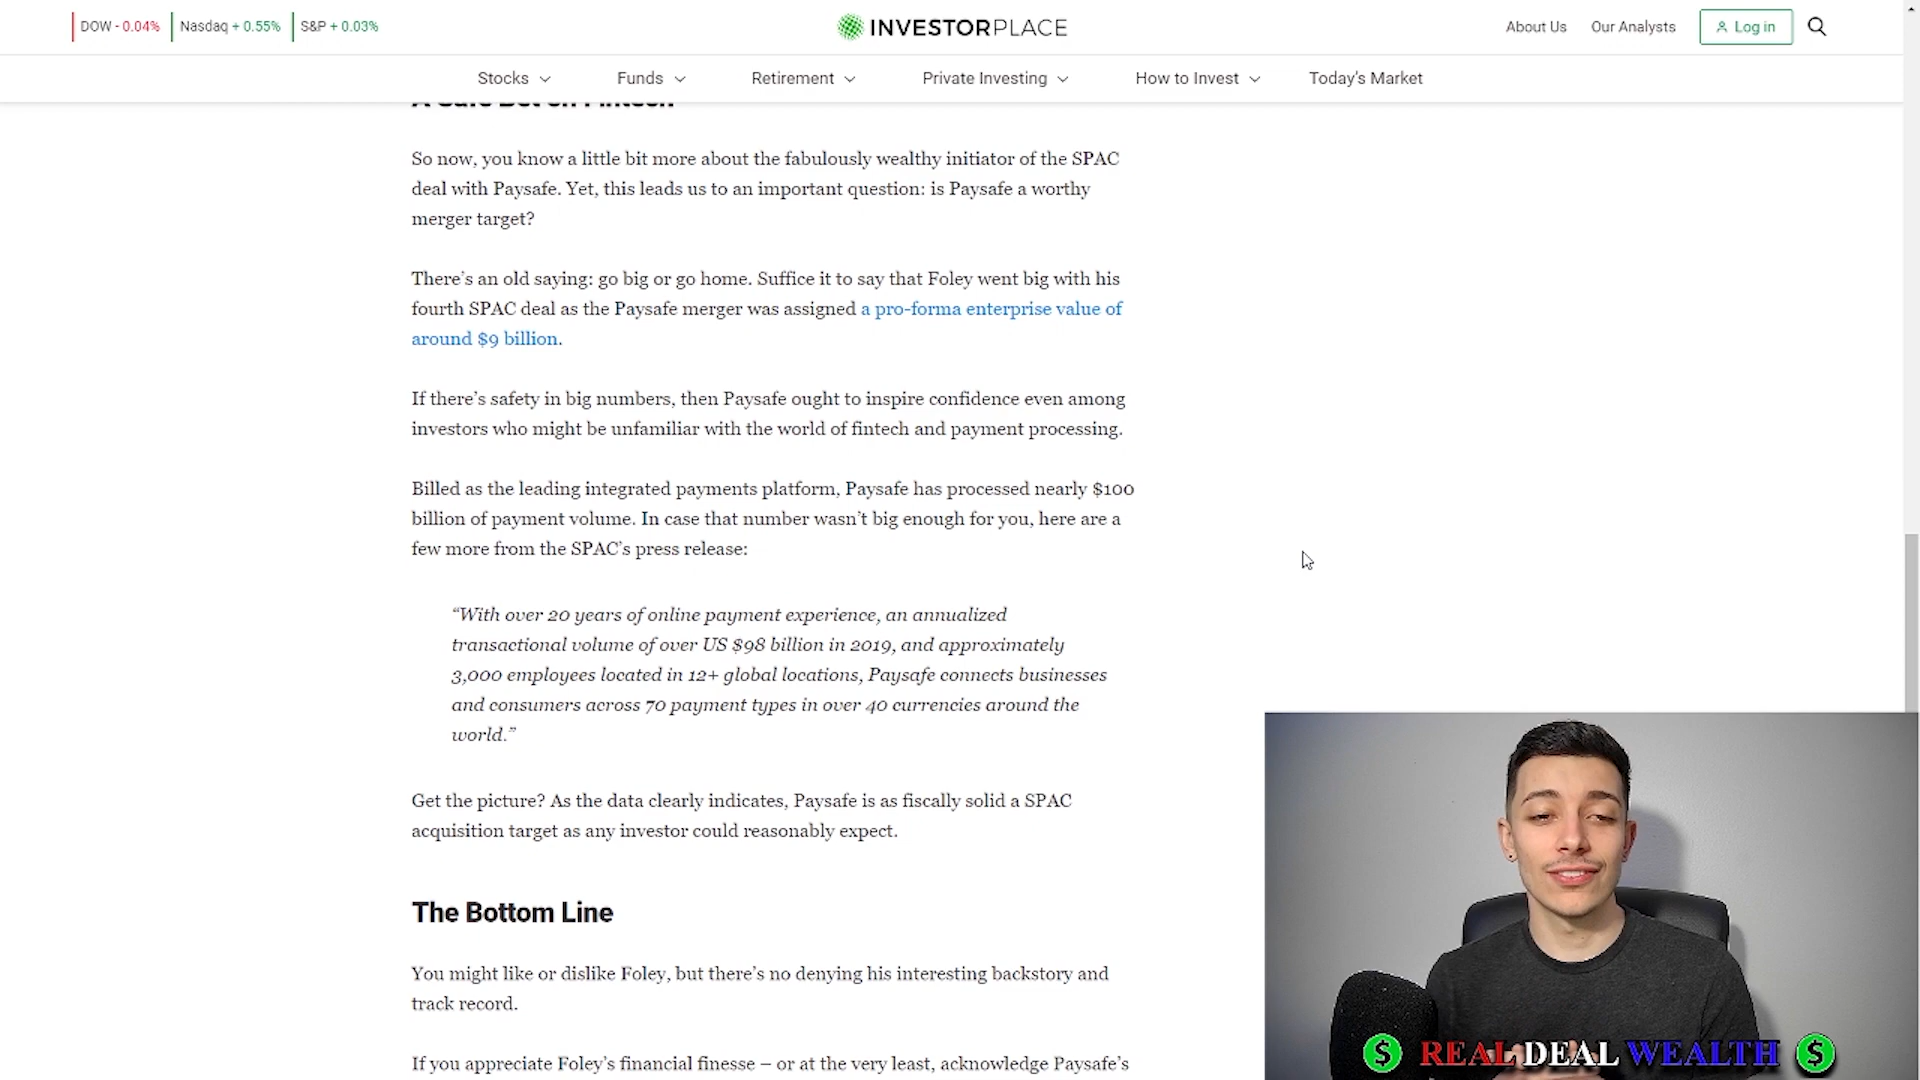 DOW - 0.04% Nasdaq + 0.55% S&P + 0.03%
INVESTORPLACE
About Us Our Analysts Log in
Stocks Funds Retirement Private Investing How to Invest Today's Market
A Safe Bet on Fintech
So now, you know a little bit more about the fabulously wealthy initiator of the SPAC
deal with Paysafe. Yet, this leads us to an important question: is Paysafe a worthy
merger target?
There's an old saying: go big or go home. Suffice it to say that Foley went big with his
fourth SPAC deal as the Paysafe merger was assigned a pro-forma enterprise value of
around $9 billion.
If there's safety in big numbers, then Paysafe ought to inspire confidence even among
investors who might be unfamiliar with the world of fintech and payment processing.
Billed as the leading integrated payments platform, Paysafe has processed nearly $100
billion of payment volume. In case that number wasn't big enough for you, here are a
few more from the SPAC's press release:
“With over 20 years of online payment experience, an annualized
transactional volume of over US $98 billion in 2019, and approximately
3,000 employees located in 12+ global locations, Paysafe connects businesses
and consumers across 70 payment types in over 40 currencies around the
world.”
Get the picture? As the data clearly indicates, Paysafe is as fiscally solid a SPAC
acquisition target as any investor could reasonably expect.
The Bottom Line
You might like or dislike Foley, but there's no denying his interesting backstory and
track record.
If you appreciate Foley's financial finesse – or at the very least, acknowledge Paysafe's
$ REAL DEAL WEALTH $